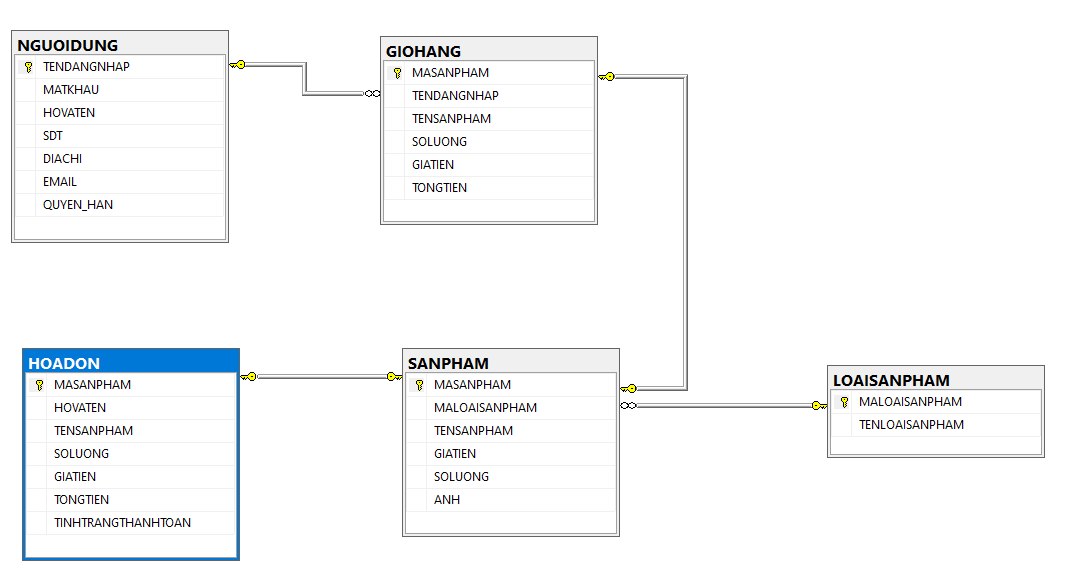 NGUOIDUNG
TENDANGNHAP
MATKHAU
HOVATEN
SDT
DIACHI
EMAIL
QUYEN_HAN
GIOHANG
MASANPHAM
TENDANGNHAP
TENSANPHAM
SOLUONG
GIATIEN
TONGTIEN
HOADON
MASANPHAM
HOVATEN
TENSANPHAM
SOLUONG
GIATIEN
TONGTIEN
TINHTRANGTHANHTOAN
SANPHAM
MASANPHAM
MALOAISANPHAM
TENSANPHAM
GIATIEN
SOLUONG
ANH
LOAISANPHAM
MALOAISANPHAM
TENLOAISANPHAM